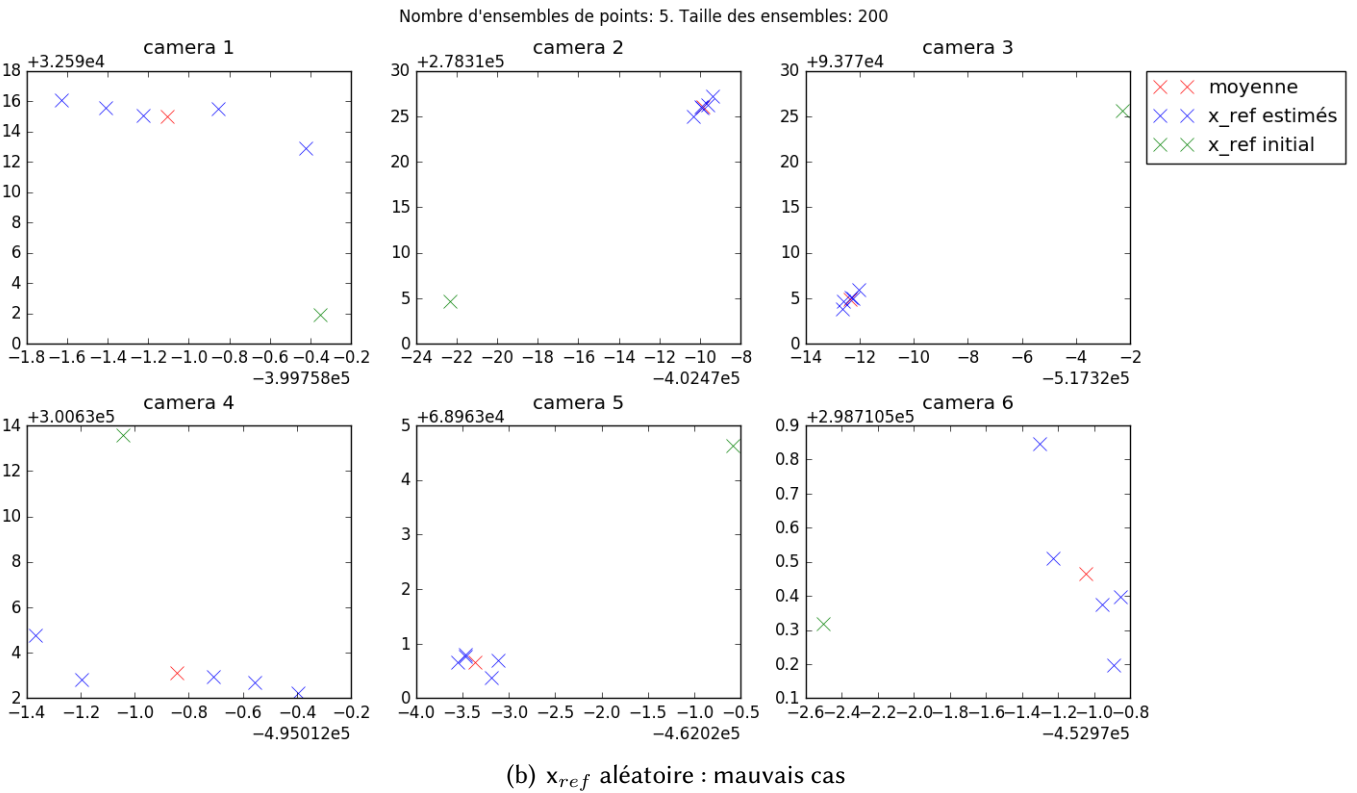 Nombre d'ensembles de points: 5. Taille des ensembles: 200
camera 1
+3.259e4
18
16
14
12
10
8
6
4
2
0
−1.8 −1.6 −1.4 −1.2 −1.0 −0.8 −0.6 −0.4 −0.2
−3.99758e5
camera 2
+2.7831e5
30
25
20
15
10
5
0
−24 −22 −20 −18 −16 −14 −12 −10 −8
−4.0247e5
camera 3
+9.377e4
30
25
20
15
10
5
0
−14 −12 −10 −8 −6 −4 −2
−5.1732e5
moyenne
x_ref estimés
x_ref initial
camera 4
+3.0063e5
14
12
10
8
6
4
2
−1.4 −1.2 −1.0 −0.8 −0.6 −0.4 −0.2
−4.95012e5
camera 5
+6.8963e4
5
4
3
2
1
0
−4.0 −3.5 −3.0 −2.5 −2.0 −1.5 −1.0 −0.5
−4.6202e5
camera 6
+2.987105e5
0.9
0.8
0.7
0.6
0.5
0.4
0.3
0.2
0.1
−2.6 −2.4 −2.2 −2.0 −1.8 −1.6 −1.4 −1.2 −1.0 −0.8
−4.5297e5
(b) x_ref aléatoire : mauvais cas